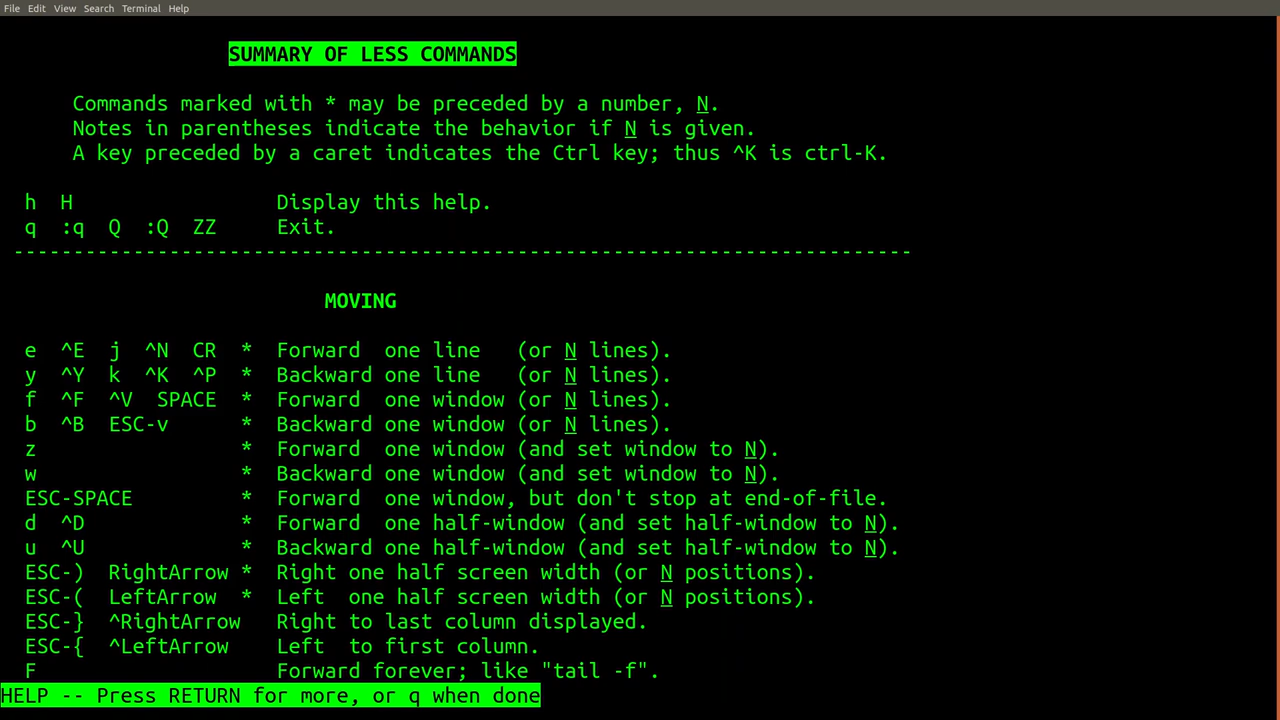 File Edit View Search Terminal Help
SUMMARY OF LESS COMMANDS
Commands marked with * may be preceded by a number, N.
Notes in parentheses indicate the behavior if N is given.
A key preceded by a caret indicates the Ctrl key; thus ^K is ctrl-K.
h  H                 Display this help.
q  :q  Q  :Q  ZZ     Exit.
---------------------------------------------------------------------------
MOVING
e  ^E  j  ^N  CR  *  Forward  one line   (or N lines).
y  ^Y  k  ^K  ^P  *  Backward one line   (or N lines).
f  ^F  ^V  SPACE  *  Forward  one window (or N lines).
b  ^B  ESC-v      *  Backward one window (or N lines).
z                 *  Forward  one window (and set window to N).
w                 *  Backward one window (and set window to N).
ESC-SPACE         *  Forward  one window, but don't stop at end-of-file.
d  ^D             *  Forward  one half-window (and set half-window to N).
u  ^U             *  Backward one half-window (and set half-window to N).
ESC-)  RightArrow *  Right one half screen width (or N positions).
ESC-(  LeftArrow  *  Left  one half screen width (or N positions).
ESC-}  ^RightArrow   Right to last column displayed.
ESC-{  ^LeftArrow    Left  to first column.
F                    Forward forever; like "tail -f".
HELP -- Press RETURN for more, or q when done